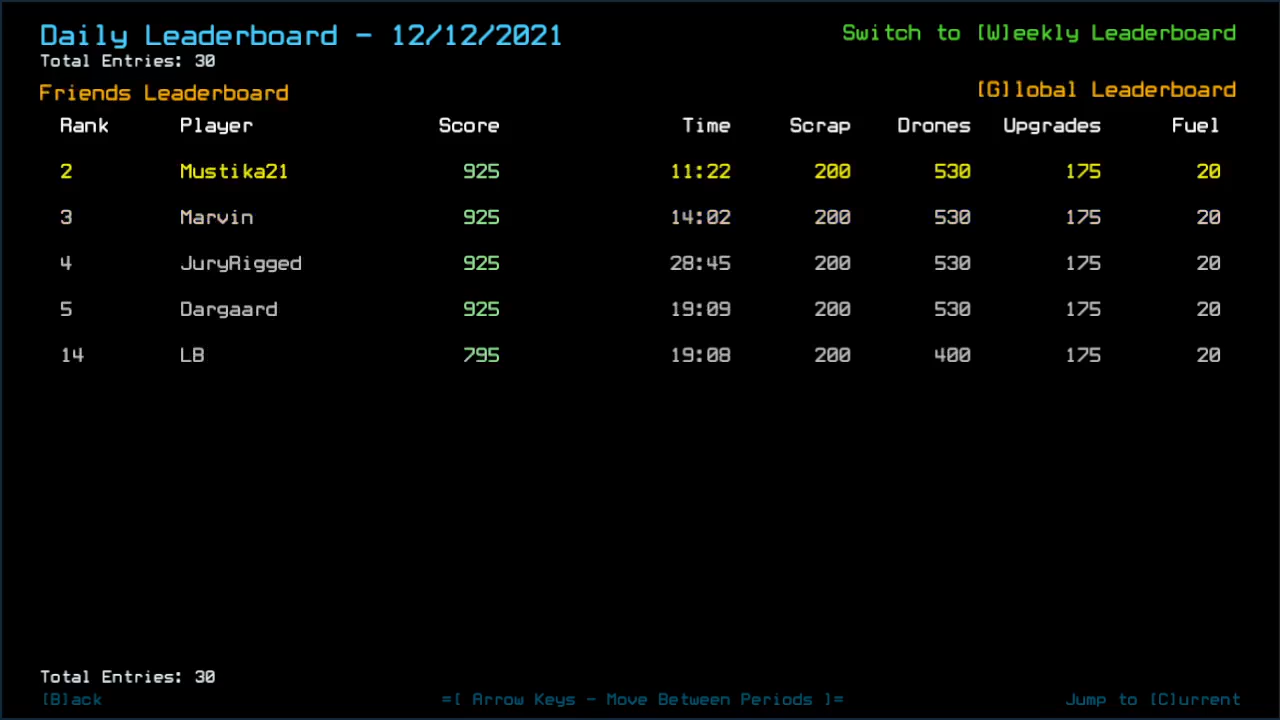 Daily Leaderboard - 12/12/2021 Switch to [W]eekly Leaderboard
Total Entries: 30
Friends Leaderboard [G]lobal Leaderboard
Rank Player Score Time Scrap Drones Upgrades Fuel
2 Mustika21 925 11:22 200 530 175 20
3 Marvin 925 14:02 200 530 175 20
4 JuryRigged 925 28:45 200 530 175 20
5 Dargaard 925 19:09 200 530 175 20
14 LB 795 19:08 200 400 175 20
Total Entries: 30
[B]ack =[ Arrow Keys - Move Between Periods ]= Jump to [C]urrent